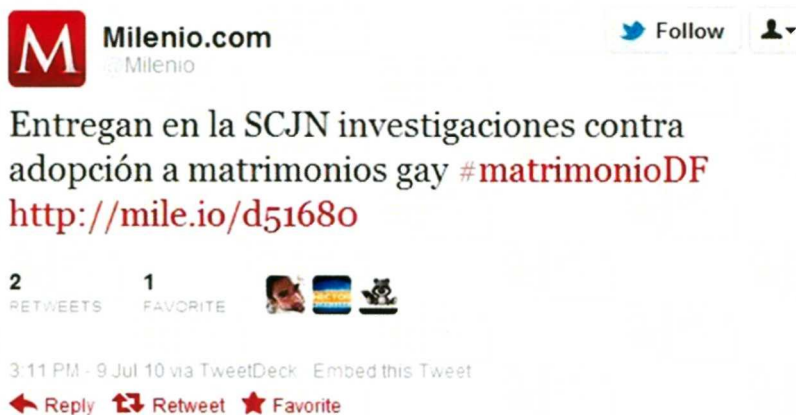 M Milenio.com
@Milenio
Follow
Entregan en la SCJN investigaciones contra
adopción a matrimonios gay #matrimonioDF
http://mile.io/d51680
2 1
RETWEETS FAVORITE
3:11 PM - 9 Jul 10 via TweetDeck Embed this Tweet
Reply Retweet Favorite